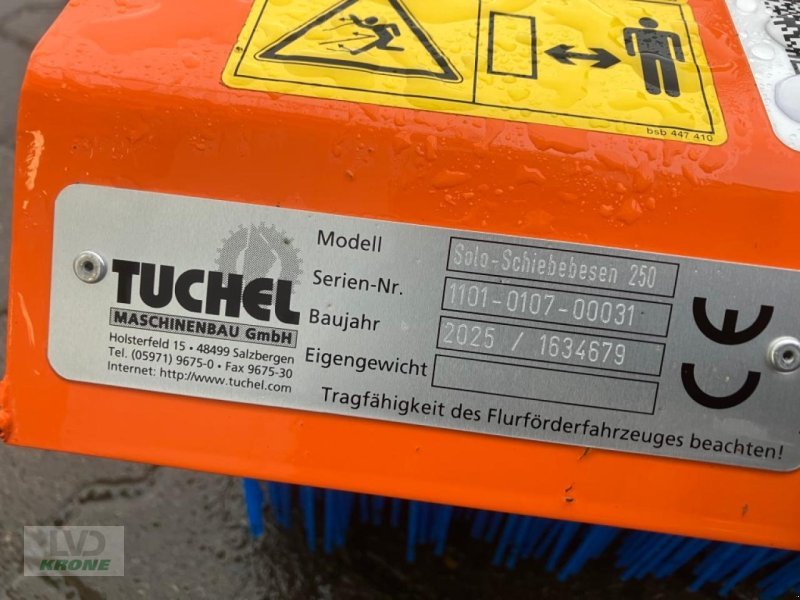 bsb 447 410
TUCHEL
MASCHINENBAU GmbH
Holsterfeld 15 • 48499 Salzbergen
Tel. (05971) 9675-0 • Fax 9675-30
Internet: http://www.tuchel.com
Modell Solo-Schiebebesen 250
Serien-Nr. 1101-0107-00031
Baujahr 2025 / 1634679
Eigengewicht
Tragfähigkeit des Flurförderfahrzeuges beachten!
CE
LVD
KRONE